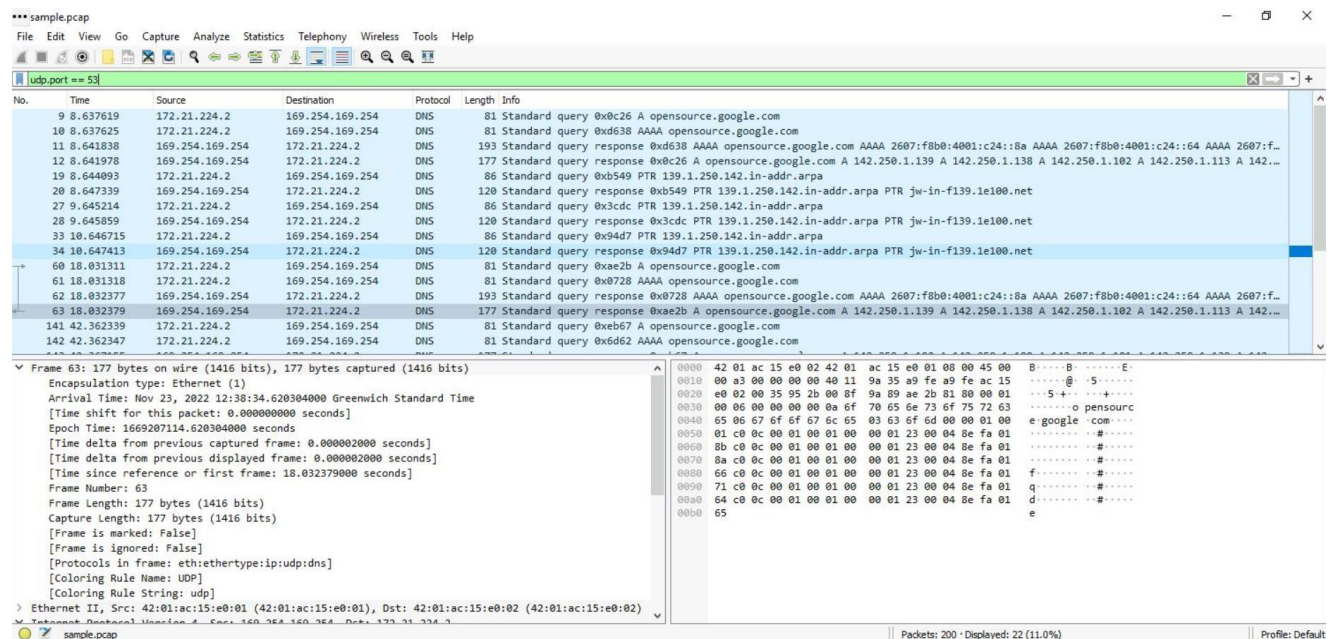 sample.pcap
File Edit View Go Capture Analyze Statistics Telephony Wireless Tools Help
udp.port == 53
No. Time Source Destination Protocol Length Info
9 8.637619 172.21.224.2 169.254.169.254 DNS 81 Standard query 0x0c26 A opensource.google.com
10 8.637625 172.21.224.2 169.254.169.254 DNS 81 Standard query 0xd638 AAAA opensource.google.com
11 8.641838 169.254.169.254 172.21.224.2 DNS 193 Standard query response 0xd638 AAAA opensource.google.com AAAA 2607:f8b0:4001:c24::8a AAAA 2607:f8b0:4001:c24::64 AAAA 2607:f…
12 8.641978 169.254.169.254 172.21.224.2 DNS 177 Standard query response 0x0c26 A opensource.google.com A 142.250.1.139 A 142.250.1.138 A 142.250.1.102 A 142.250.1.113 A 142.…
19 8.644093 172.21.224.2 169.254.169.254 DNS 86 Standard query 0xb549 PTR 139.1.250.142.in-addr.arpa
20 8.647339 169.254.169.254 172.21.224.2 DNS 120 Standard query response 0xb549 PTR 139.1.250.142.in-addr.arpa PTR jw-in-f139.1e100.net
27 9.645214 172.21.224.2 169.254.169.254 DNS 86 Standard query 0x3cdc PTR 139.1.250.142.in-addr.arpa
28 9.645859 169.254.169.254 172.21.224.2 DNS 120 Standard query response 0x3cdc PTR 139.1.250.142.in-addr.arpa PTR jw-in-f139.1e100.net
33 10.646715 172.21.224.2 169.254.169.254 DNS 86 Standard query 0x94d7 PTR 139.1.250.142.in-addr.arpa
34 10.647413 169.254.169.254 172.21.224.2 DNS 120 Standard query response 0x94d7 PTR 139.1.250.142.in-addr.arpa PTR jw-in-f139.1e100.net
60 18.031311 172.21.224.2 169.254.169.254 DNS 81 Standard query 0xae2b A opensource.google.com
61 18.031318 172.21.224.2 169.254.169.254 DNS 81 Standard query 0x0728 AAAA opensource.google.com
62 18.032377 169.254.169.254 172.21.224.2 DNS 193 Standard query response 0x0728 AAAA opensource.google.com AAAA 2607:f8b0:4001:c24::8a AAAA 2607:f8b0:4001:c24::64 AAAA 2607:f…
63 18.032379 169.254.169.254 172.21.224.2 DNS 177 Standard query response 0xae2b A opensource.google.com A 142.250.1.139 A 142.250.1.138 A 142.250.1.102 A 142.250.1.113 A 142.…
141 42.362339 172.21.224.2 169.254.169.254 DNS 81 Standard query 0xeb67 A opensource.google.com
142 42.362347 172.21.224.2 169.254.169.254 DNS 81 Standard query 0x6d62 AAAA opensource.google.com
Frame 63: 177 bytes on wire (1416 bits), 177 bytes captured (1416 bits)
Encapsulation type: Ethernet (1)
Arrival Time: Nov 23, 2022 12:38:34.620304000 Greenwich Standard Time
[Time shift for this packet: 0.000000000 seconds]
Epoch Time: 1669207114.620304000 seconds
[Time delta from previous captured frame: 0.000002000 seconds]
[Time delta from previous displayed frame: 0.000002000 seconds]
[Time since reference or first frame: 18.032379000 seconds]
Frame Number: 63
Frame Length: 177 bytes (1416 bits)
Capture Length: 177 bytes (1416 bits)
[Frame is marked: False]
[Frame is ignored: False]
[Protocols in frame: eth:ethertype:ip:udp:dns]
[Coloring Rule Name: UDP]
[Coloring Rule String: udp]
Ethernet II, Src: 42:01:ac:15:e0:01 (42:01:ac:15:e0:01), Dst: 42:01:ac:15:e0:02 (42:01:ac:15:e0:02)
Internet Protocol Version 4, Src: 169.254.169.254, Dst: 172.21.224.2
0000 42 01 ac 15 e0 02 42 01 ac 15 e0 01 08 00 45 00 B·····B· ······E·
0010 00 a3 00 00 00 00 40 11 9a 35 a9 fe a9 fe ac 15 ······@· ·5······
0020 e0 02 00 35 95 2b 00 8f 9a 89 ae 2b 81 80 00 01 ···5·+·· ···+····
0030 00 06 00 00 00 00 0a 6f 70 65 6e 73 6f 75 72 63 ·······o pensourc
0040 65 06 67 6f 6f 67 6c 65 03 63 6f 6d 00 00 01 00 e·google ·com····
0050 01 c0 0c 00 01 00 01 00 00 01 23 00 04 8e fa 01 ········ ··#·····
0060 8b c0 0c 00 01 00 01 00 00 01 23 00 04 8e fa 01 ········ ··#·····
0070 8a c0 0c 00 01 00 01 00 00 01 23 00 04 8e fa 01 ········ ··#·····
0080 66 c0 0c 00 01 00 01 00 00 01 23 00 04 8e fa 01 f······· ··#·····
0090 71 c0 0c 00 01 00 01 00 00 01 23 00 04 8e fa 01 q······· ··#·····
00a0 64 c0 0c 00 01 00 01 00 00 01 23 00 04 8e fa 01 d······· ··#·····
00b0 65 e
sample.pcap Packets: 200 · Displayed: 22 (11.0%) Profile: Default